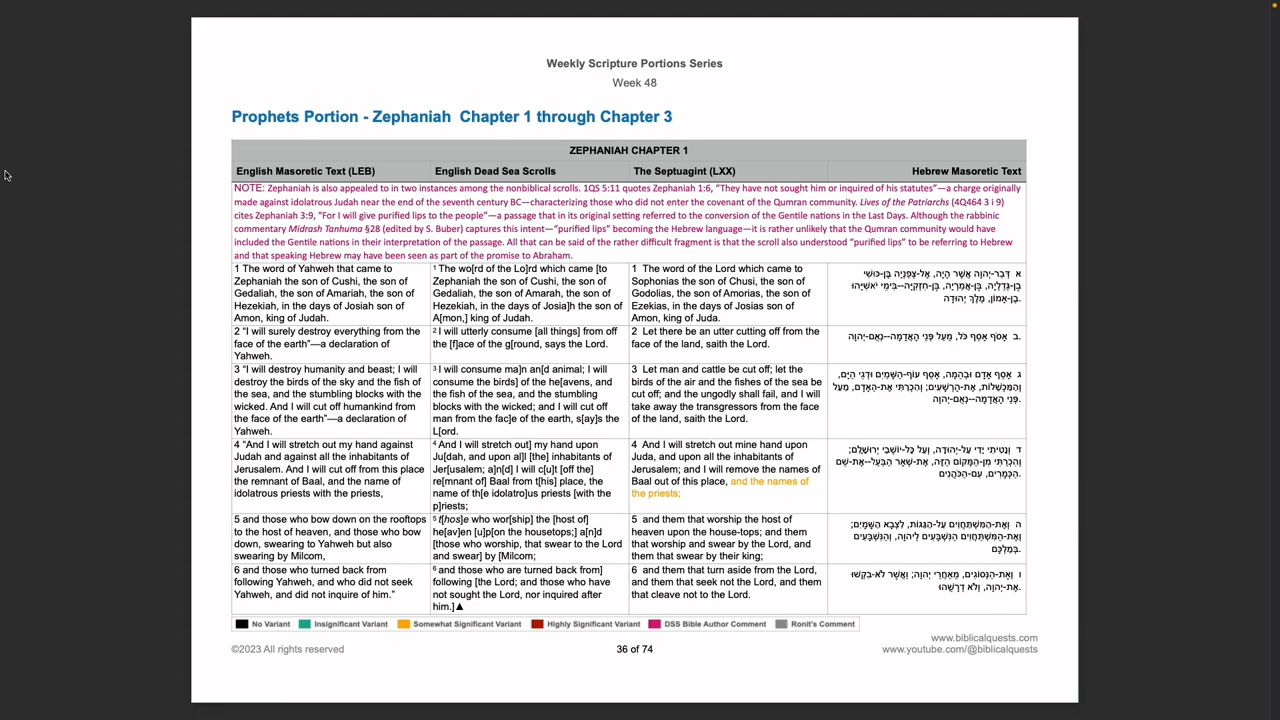 Weekly Scripture Portions Series
Week 48
Prophets Portion - Zephaniah  Chapter 1 through Chapter 3
ZEPHANIAH CHAPTER 1
English Masoretic Text (LEB)
English Dead Sea Scrolls
The Septuagint (LXX)
Hebrew Masoretic Text
NOTE: Zephaniah is also appealed to in two instances among the nonbiblical scrolls. 1QS 5:11 quotes Zephaniah 1:6, “They have not sought him or inquired of his statutes”—a charge originally
made against idolatrous Judah near the end of the seventh century BC—characterizing those who did not enter the covenant of the Qumran community. Lives of the Patriarchs (4Q464 3 i 9)
cites Zephaniah 3:9, “For I will give purified lips to the people”—a passage that in its original setting referred to the conversion of the Gentile nations in the Last Days. Although the rabbinic
commentary Midrash Tanhuma §28 (edited by S. Buber) captures this intent—“purified lips” becoming the Hebrew language—it is rather unlikely that the Qumran community would have
included the Gentile nations in their interpretation of the passage. All that can be said of the rather difficult fragment is that the scroll also understood “purified lips” to be referring to Hebrew
and that speaking Hebrew may have been seen as part of the promise to Abraham.
1 The word of Yahweh that came to
Zephaniah the son of Cushi, the son of
Gedaliah, the son of Amariah, the son of
Hezekiah, in the days of Josiah son of
Amon, king of Judah.
1 The wo[rd of the Lo]rd which came [to
Zephaniah the son of Cushi, the son of
Gedaliah, the son of Amarah, the son of
Hezekiah, in the days of Josia]h the son of
A[mon,] king of Judah.
1  The word of the Lord which came to
Sophonias the son of Chusi, the son of
Godolias, the son of Amorias, the son of
Ezekias, in the days of Josias son of
Amon, king of Juda.
א  דְּבַר-יְהוָה אֲשֶׁר הָיָה, אֶל-צְפַנְיָה בֶּן-כּוּשִׁי
בֶן-גְּדַלְיָה, בֶּן-אֲמַרְיָה, בֶּן-חִזְקִיָּה--בִּימֵי יֹאשִׁיָּהוּ
בֶן-אָמוֹן, מֶלֶךְ יְהוּדָה.
2 “I will surely destroy everything from the
face of the earth”—a declaration of
Yahweh.
2 I will utterly consume [all things] from off
the [f]ace of the g[round, says the Lord.
2  Let there be an utter cutting off from the
face of the land, saith the Lord.
ב  אָסֹף אָסֵף כֹּל, מֵעַל פְּנֵי הָאֲדָמָה--נְאֻם-יְהוָה.
3 “I will destroy humanity and beast; I will
destroy the birds of the sky and the fish of
the sea, and the stumbling blocks with the
wicked. And I will cut off humankind from
the face of the earth”—a declaration of
Yahweh.
3 I will consume ma]n an[d animal; I will
consume the birds] of the he[avens, and
the fish of the sea, and the stumbling
blocks with the wicked; and I will cut off
man from the fac]e of the earth, s[ay]s the
L[ord.
3  Let man and cattle be cut off; let the
birds of the air and the fishes of the sea be
cut off; and the ungodly shall fail, and I will
take away the transgressors from the face
of the land, saith the Lord.
ג  אָסֵף אָדָם וּבְהֵמָה, אָסֵף עוֹף-הַשָּׁמַיִם וּדְגֵי הַיָּם,
וְהַמַּכְשֵׁלוֹת, אֶת-הָרְשָׁעִים; וְהִכְרַתִּי אֶת-הָאָדָם, מֵעַל
פְּנֵי הָאֲדָמָה--נְאֻם-יְהוָה.
4 “And I will stretch out my hand against
Judah and against all the inhabitants of
Jerusalem. And I will cut off from this place
the remnant of Baal, and the name of
idolatrous priests with the priests,
4 And I will stretch out] my hand upon
Ju[dah, and upon al]l [the] inhabitants of
Jer[usalem; a]n[d] I will c[u]t [off the]
re[mnant of] Baal from t[his] place, the
name of th[e idolatro]us priests [with the
p]riests;
4  And I will stretch out mine hand upon
Juda, and upon all the inhabitants of
Jerusalem; and I will remove the names of
Baal out of this place, and the names of
the priests;
ד  וְנָטִיתִי יָדִי עַל-יְהוּדָה, וְעַל כָּל-יוֹשְׁבֵי יְרוּשָׁלִָם;
וְהִכְרַתִּי מִן-הַמָּקוֹם הַזֶּה, אֶת-שְׁאָר הַבַּעַל--אֶת-שֵׁם
הַכְּמָרִים, עִם-הַכֹּהֲנִים.
5 and those who bow down on the rooftops
to the host of heaven, and those who bow
down, swearing to Yahweh but also
swearing by Milcom,
5 t[hos]e who wor[ship] the [host of]
he[av]en [u]p[on the housetops;] a[n]d
[those who worship, that swear to the Lord
and swear] by [Milcom;
5  and them that worship the host of
heaven upon the house-tops; and them
that worship and swear by the Lord, and
them that swear by their king;
ה  וְאֶת-הַמִּשְׁתַּחֲוִים עַל-הַגַּגּוֹת, לִצְבָא הַשָּׁמָיִם;
וְאֶת-הַמִּשְׁתַּחֲוִים הַנִּשְׁבָּעִים לַיהוָה, וְהַנִּשְׁבָּעִים
בְּמַלְכָּם.
6 and those who turned back from
following Yahweh, and who did not seek
Yahweh, and did not inquire of him.”
6 and those who are turned back from]
following [the Lord; and those who have
not sought the Lord, nor inquired after
him.]▲
6  and them that turn aside from the Lord,
and them that seek not the Lord, and them
that cleave not to the Lord.
ו  וְאֶת-הַנְּסוֹגִים, מֵאַחֲרֵי יְהוָה; וַאֲשֶׁר לֹא-בִקְשׁוּ
אֶת-יְהוָה, וְלֹא דְרָשֻׁהוּ.
No Variant
Insignificant Variant
Somewhat Significant Variant
Highly Significant Variant
DSS Bible Author Comment
Ronit's Comment
www.biblicalquests.com
©2023 All rights reserved
36 of 74
www.youtube.com/@biblicalquests